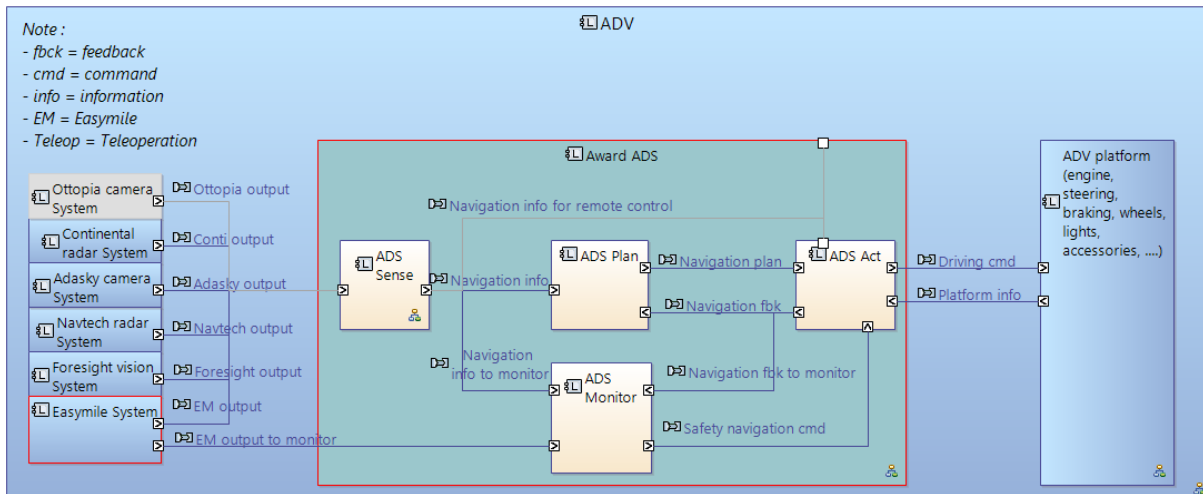 ADV
Note :
- fbck = feedback
- cmd = command
- info = information
- EM = Easymile
- Teleop = Teleoperation
Award ADS
Ottopia camera
System
Ottopia output
Continental
radar System
Conti output
Adasky camera
System
Adasky output
Navtech radar
System
Navtech output
Foresight vision
System
Foresight output
Easymile System
EM output
EM output to monitor
ADS
Sense
Navigation info for remote control
Navigation info
Navigation
info to monitor
ADS Plan
Navigation plan
Navigation fbk
ADS
Monitor
Navigation fbk to monitor
Safety navigation cmd
ADS Act
Driving cmd
Platform info
ADV platform
(engine,
steering,
braking, wheels,
lights,
accessories, ....)